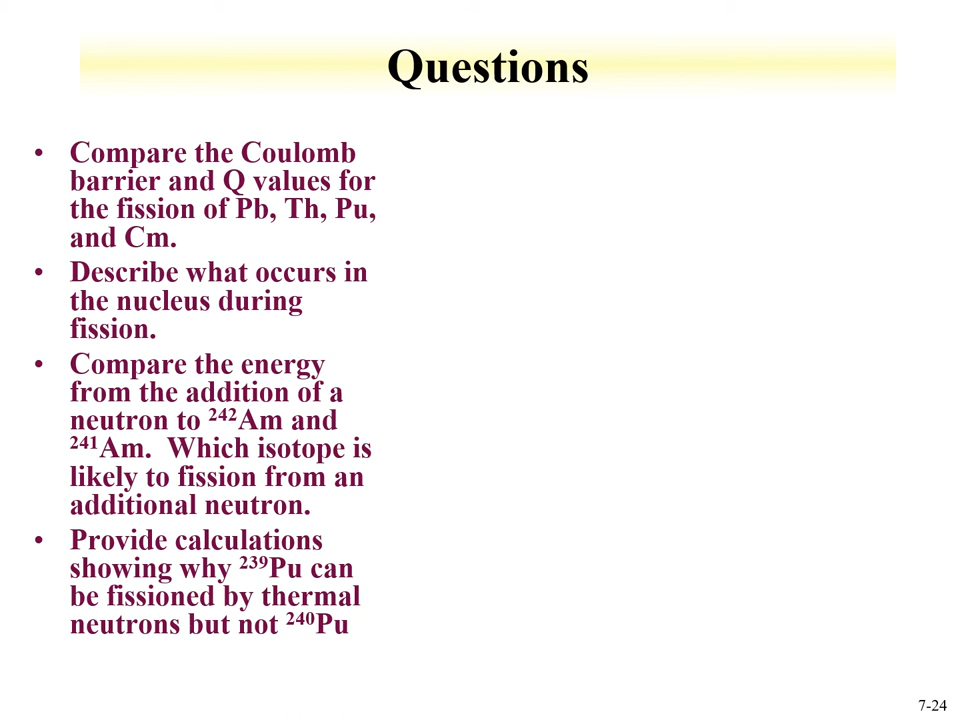 Questions
• Compare the Coulomb
barrier and Q values for
the fission of Pb, Th, Pu,
and Cm.
• Describe what occurs in
the nucleus during
fission.
• Compare the energy
from the addition of a
neutron to ²⁴²Am and
²⁴¹Am.  Which isotope is
likely to fission from an
additional neutron.
• Provide calculations
showing why ²³⁹Pu can
be fissioned by thermal
neutrons but not ²⁴⁰Pu
7-24